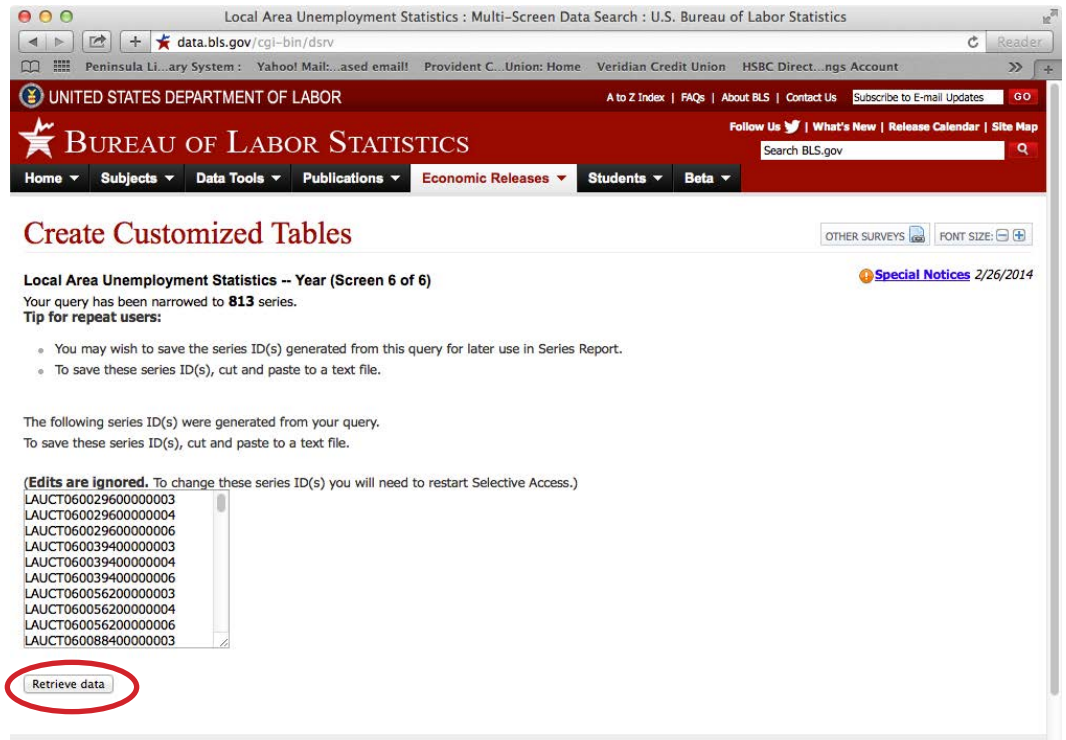 Local Area Unemployment Statistics : Multi-Screen Data Search : U.S. Bureau of Labor Statistics
data.bls.gov/cgi-bin/dsrv
Reader
Peninsula Li...ary System : Yahoo! Mail:...ased email! Provident C...Union: Home Veridian Credit Union HSBC Direct...ngs Account
UNITED STATES DEPARTMENT OF LABOR
A to Z Index | FAQs | About BLS | Contact Us Subscribe to E-mail Updates GO
Follow Us | What's New | Release Calendar | Site Map
BUREAU OF LABOR STATISTICS
Search BLS.gov
Home Subjects Data Tools Publications Economic Releases Students Beta
Create Customized Tables
OTHER SURVEYS FONT SIZE:
Local Area Unemployment Statistics -- Year (Screen 6 of 6)
Special Notices 2/26/2014
Your query has been narrowed to 813 series.
Tip for repeat users:
You may wish to save the series ID(s) generated from this query for later use in Series Report.
To save these series ID(s), cut and paste to a text file.
The following series ID(s) were generated from your query.
To save these series ID(s), cut and paste to a text file.
(Edits are ignored. To change these series ID(s) you will need to restart Selective Access.)
LAUCT060029600000003
LAUCT060029600000004
LAUCT060029600000006
LAUCT060039400000003
LAUCT060039400000004
LAUCT060039400000006
LAUCT060056200000003
LAUCT060056200000004
LAUCT060056200000006
LAUCT060088400000003
Retrieve data